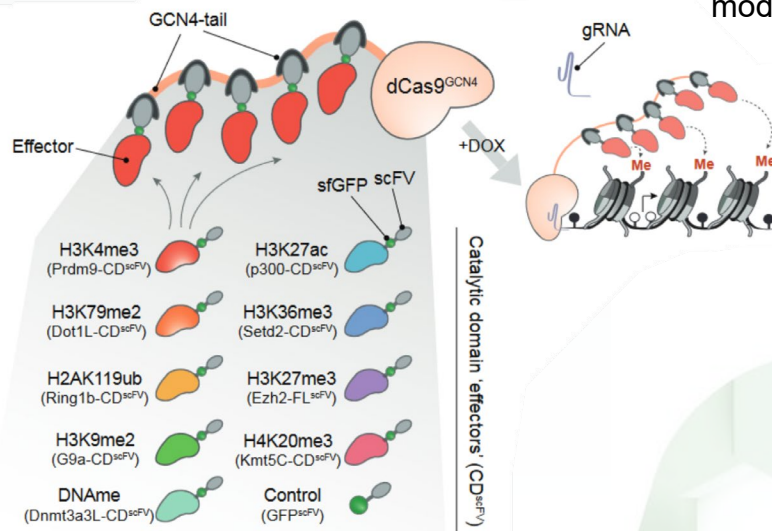 mod
GCN4-tail
gRNA
dCas9GCN4
Effector
+DOX
Me
Me
Me
sfGFP scFV
H3K4me3
(Prdm9-CDscFV)
H3K27ac
(p300-CDscFV)
H3K79me2
(Dot1L-CDscFV)
H3K36me3
(Setd2-CDscFV)
H2AK119ub
(Ring1b-CDscFV)
H3K27me3
(Ezh2-FLscFV)
H3K9me2
(G9a-CDscFV)
H4K20me3
(Kmt5C-CDscFV)
DNAme
(Dnmt3a3L-CDscFV)
Control
(GFPscFV)
Catalytic domain 'effectors' (CDscFV)